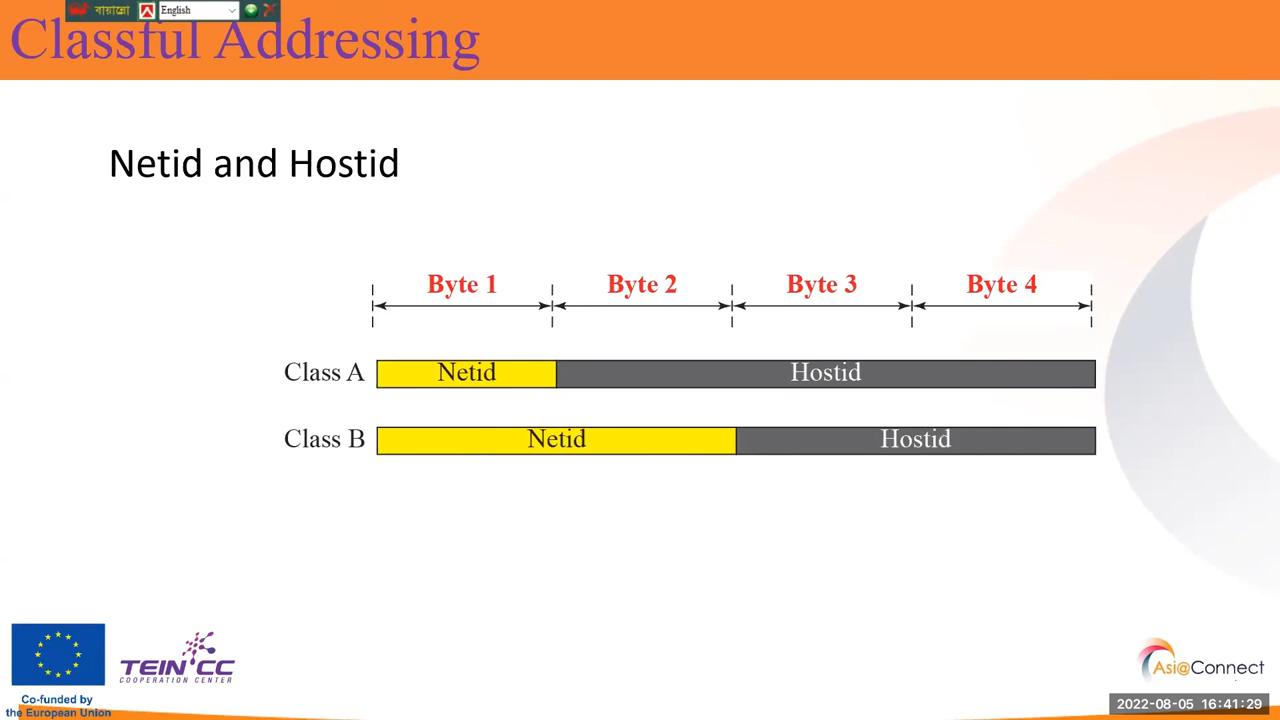 বায়ান্নো English
Classful Addressing
Netid and Hostid
Byte 1 Byte 2 Byte 3 Byte 4
Class A Netid Hostid
Class B Netid Hostid
TEIN CC
COOPERATION CENTER
Asi@Connect
Co-funded by
the European Union
2022-08-05 16:41:29